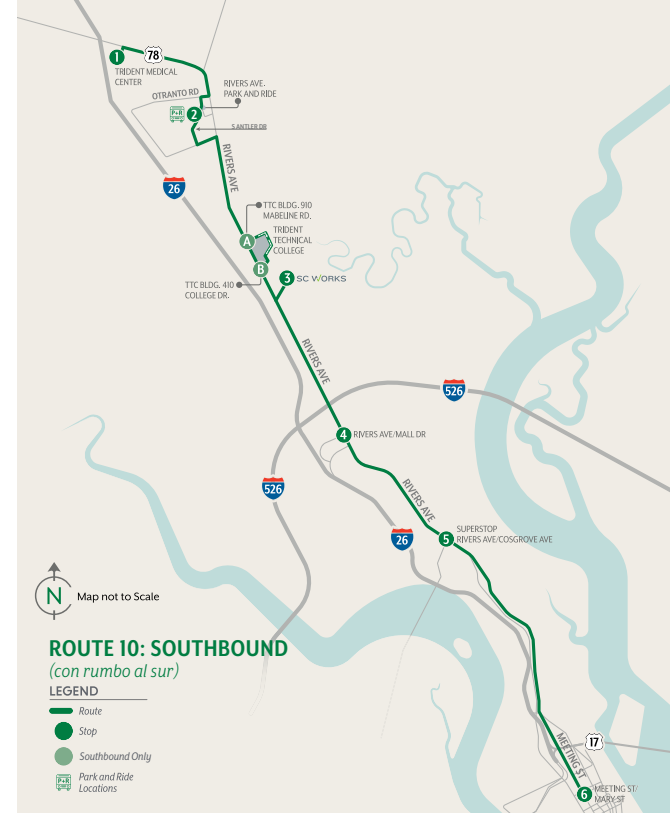 1
78
TRIDENT MEDICAL
CENTER
RIVERS AVE.
PARK AND RIDE
OTRANTO RD
P+R
2
S ANTLER DR
RIVERS AVE
26
TTC BLDG. 910
MABELINE RD.
TRIDENT
TECHNICAL
COLLEGE
A
B
3 SC WORKS
TTC BLDG. 410
COLLEGE DR.
RIVERS AVE
526
4 RIVERS AVE/MALL DR
526
RIVERS AVE
26
SUPERSTOP
5 RIVERS AVE/COSGROVE AVE
N Map not to Scale
ROUTE 10: SOUTHBOUND
(con rumbo al sur)
LEGEND
Route
Stop
Southbound Only
P+R
Park and Ride
Locations
17
MEETING ST
6 MEETING ST/
MARY ST